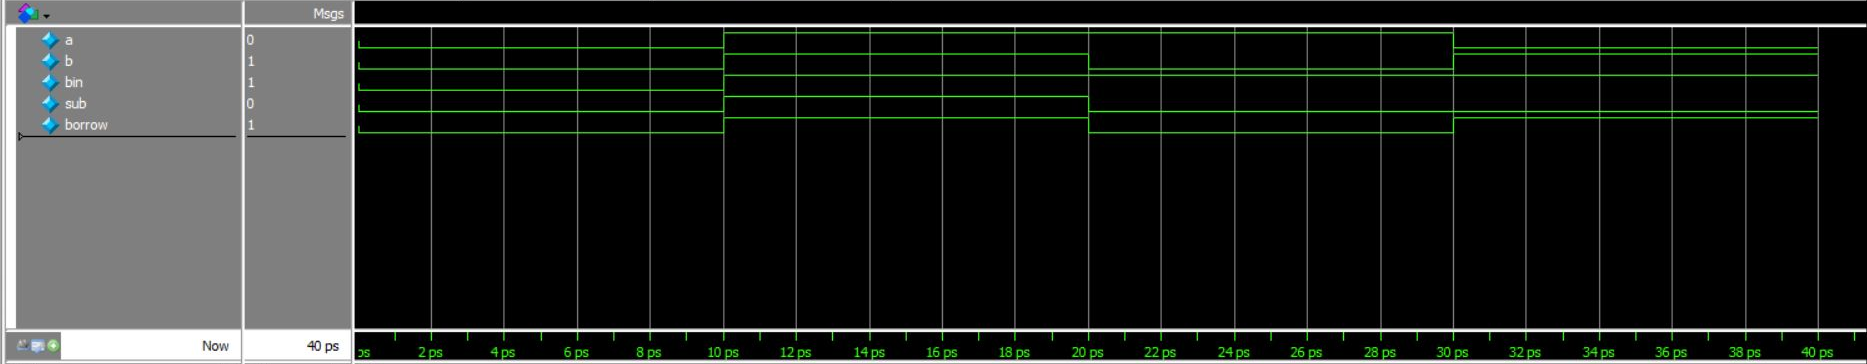 Msgs
a 0
b 1
bin 1
sub 0
borrow 1
Now 40 ps
ps 2 ps 4 ps 6 ps 8 ps 10 ps 12 ps 14 ps 16 ps 18 ps 20 ps 22 ps 24 ps 26 ps 28 ps 30 ps 32 ps 34 ps 36 ps 38 ps 40 ps